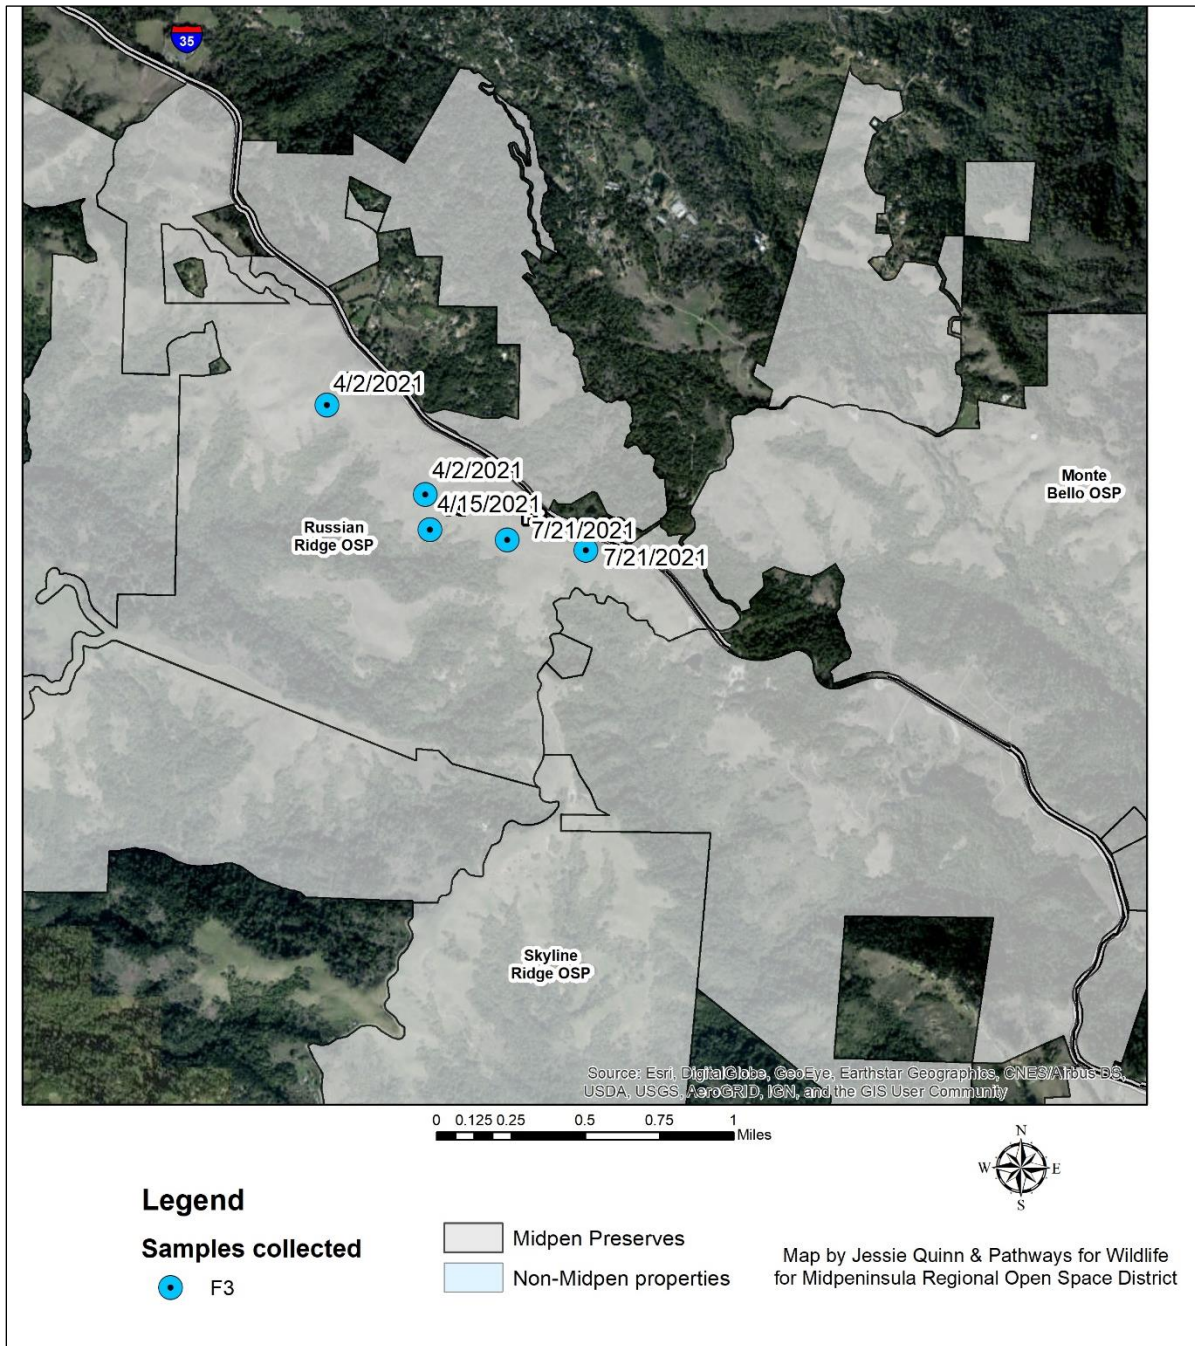 35
4/2/2021
4/2/2021
4/15/2021
7/21/2021
7/21/2021
Russian
Ridge OSP
Monte
Bello OSP
Skyline
Ridge OSP
Source: Esri, DigitalGlobe, GeoEye, Earthstar Geographics, CNES/Airbus DS,
USDA, USGS, AeroGRID, IGN, and the GIS User Community
0 0.125 0.25 0.5 0.75 1
Miles
N
W E
S
Legend
Samples collected
F3
Midpen Preserves
Non-Midpen properties
Map by Jessie Quinn & Pathways for Wildlife
for Midpeninsula Regional Open Space District